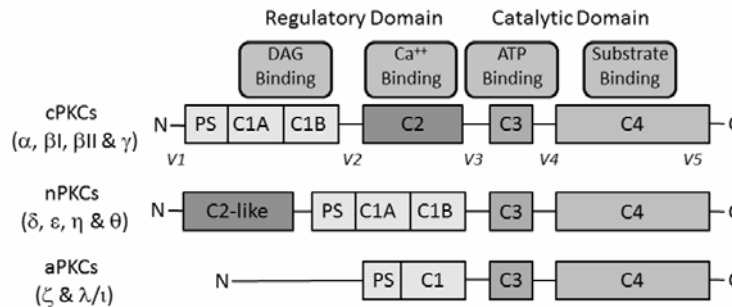 Regulatory Domain Catalytic Domain
DAG Binding Ca++ Binding ATP Binding Substrate Binding
cPKCs
(α, βI, βII & γ)
N PS C1A C1B C2 C3 C4
V1 V2 V3 V4 V5
nPKCs
(δ, ε, η & θ)
N C2-like PS C1A C1B C3 C4
aPKCs
(ζ & λ/ι)
N PS C1 C3 C4